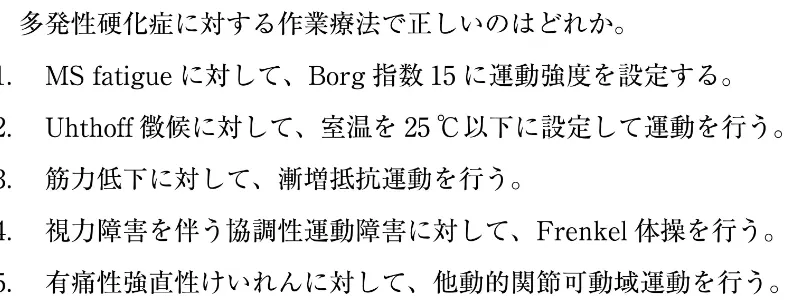 多発性硬化症に対する作業療法で正しいのはどれか。
1. MS fatigue に対して、Borg 指数 15 に運動強度を設定する。
2. Uhthoff 徴候に対して、室温を 25 ℃以下に設定して運動を行う。
3. 筋力低下に対して、漸増抵抗運動を行う。
4. 視力障害を伴う協調性運動障害に対して、Frenkel 体操を行う。
5. 有痛性強直性けいれんに対して、他動的関節可動域運動を行う。